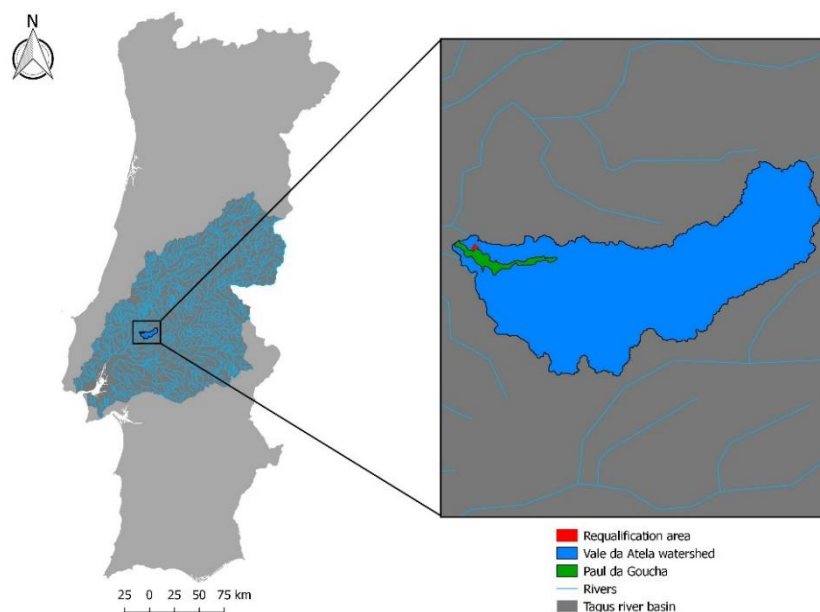 N
25 0 25 50 75 km
Requalification area
Vale da Atela watershed
Paul da Goucha
Rivers
Tagus river basin